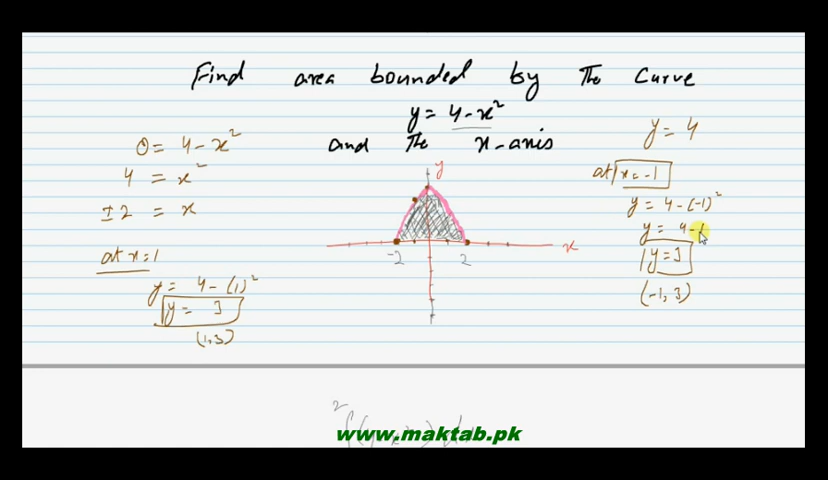 Find area bounded by The Curve
y = 4 - x²
and The x-axis
0 = 4 - x²
4 = x²
±2 = x
at x = 1
y = 4 - (1)²
y = 3
(1, 3)
y
x
-2
2
y = 4
at x = -1
y = 4 - (-1)²
y = 4 - 1
y = 3
(-1, 3)
2
www.maktab.pk